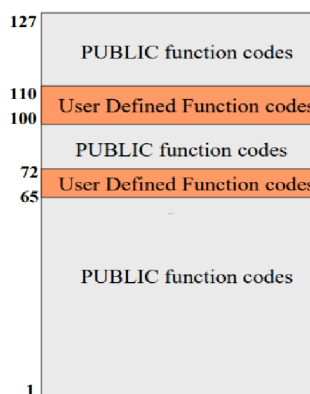 127
PUBLIC function codes
110
User Defined Function codes
100
PUBLIC function codes
72
User Defined Function codes
65
PUBLIC function codes
1